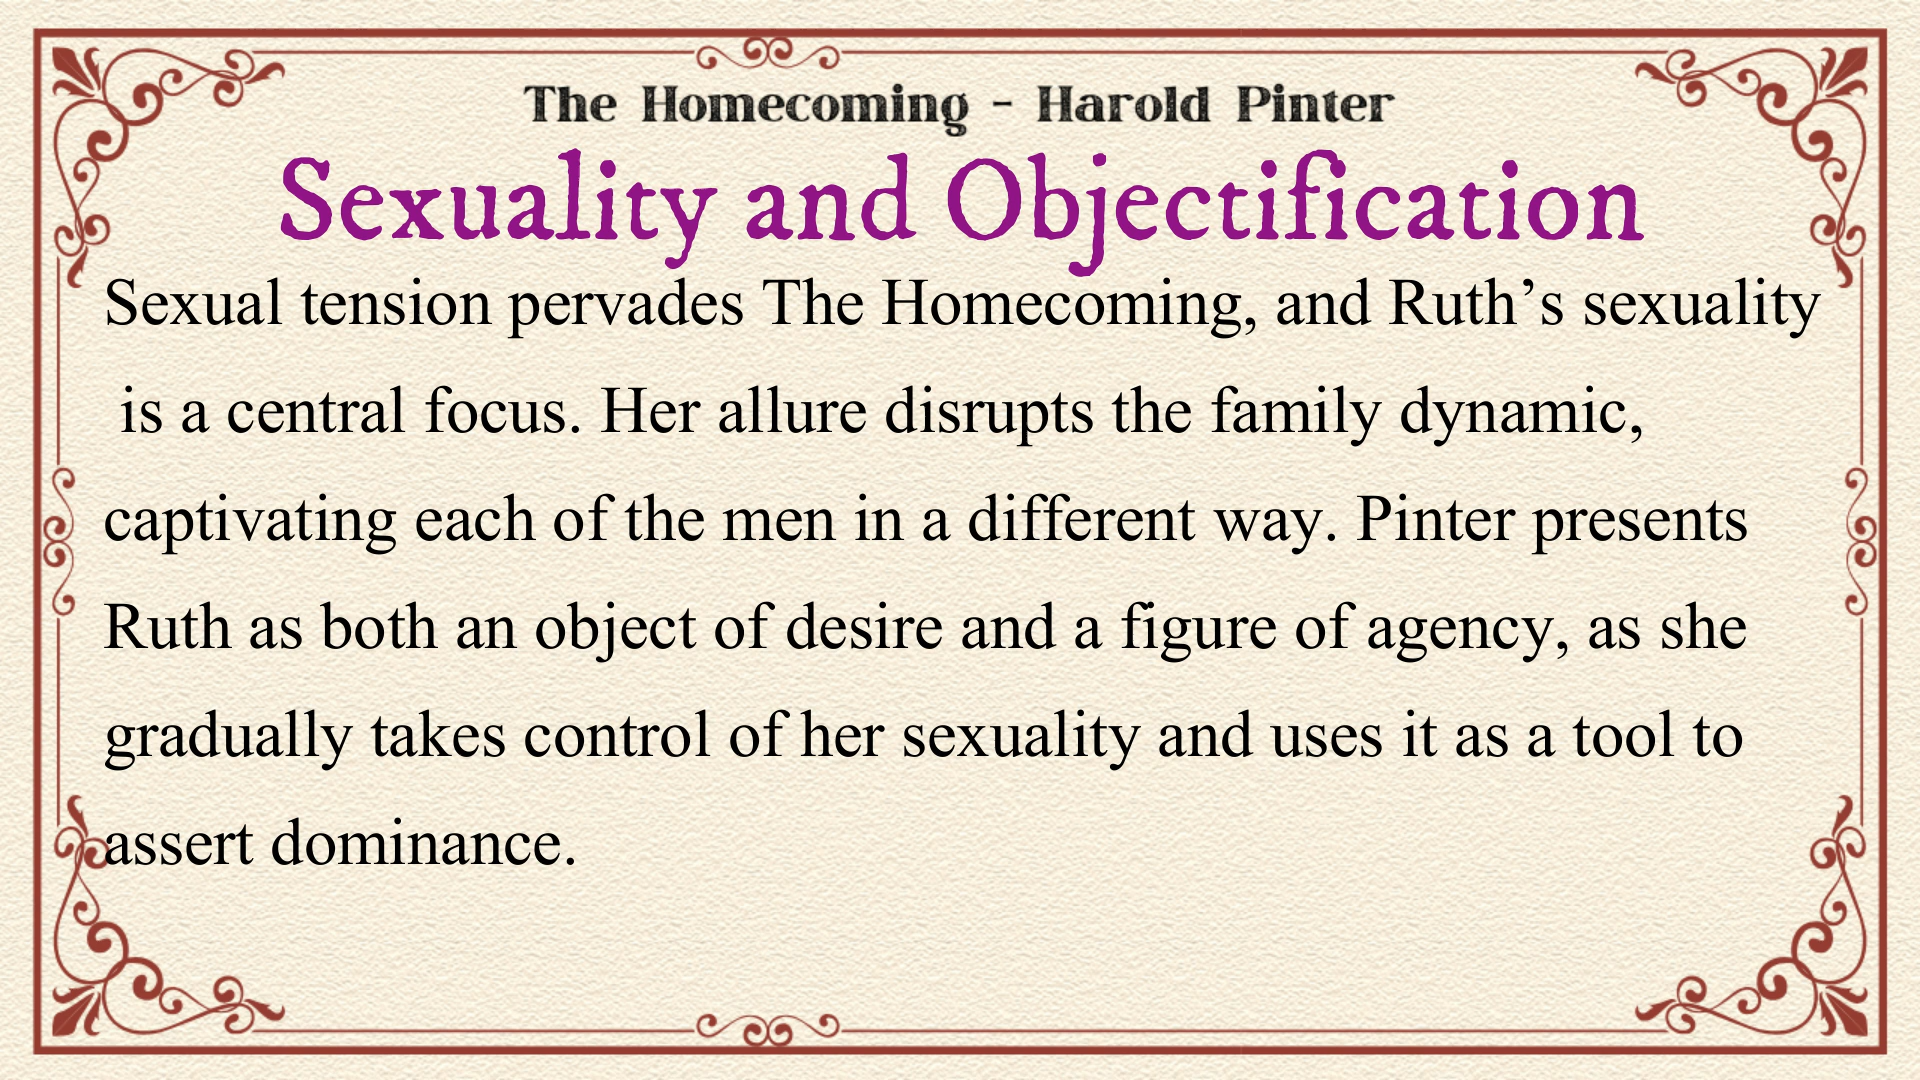 The Homecoming - Harold Pinter
Sexuality and Objectification
Sexual tension pervades The Homecoming, and Ruth’s sexuality
is a central focus. Her allure disrupts the family dynamic,
captivating each of the men in a different way. Pinter presents
Ruth as both an object of desire and a figure of agency, as she
gradually takes control of her sexuality and uses it as a tool to
assert dominance.